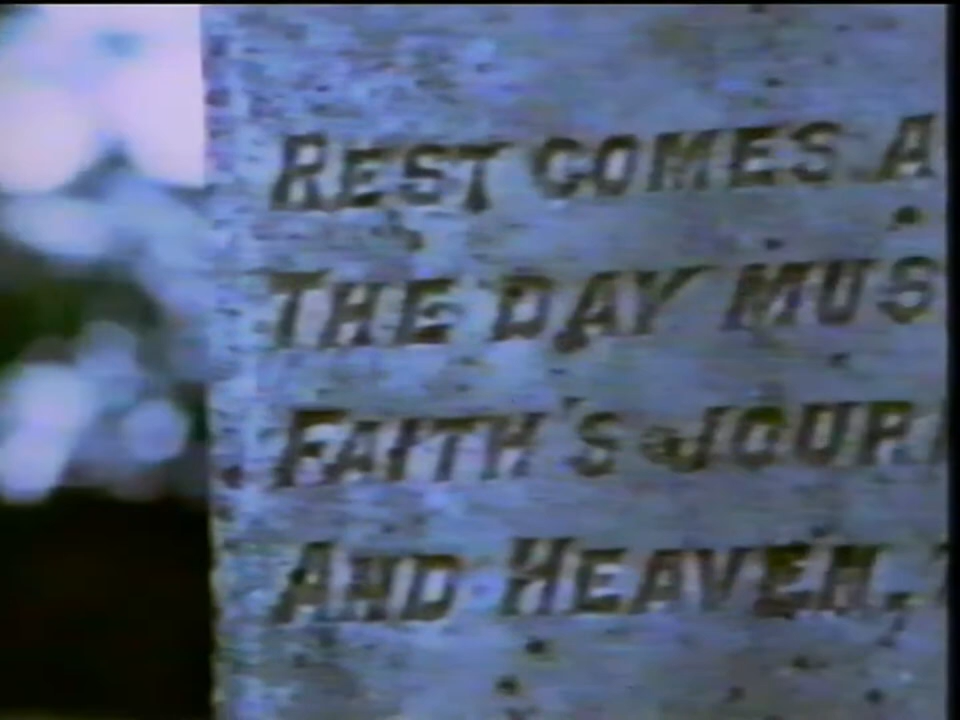 Rest comes A
The day mus
Faith's jour
And Heaven,